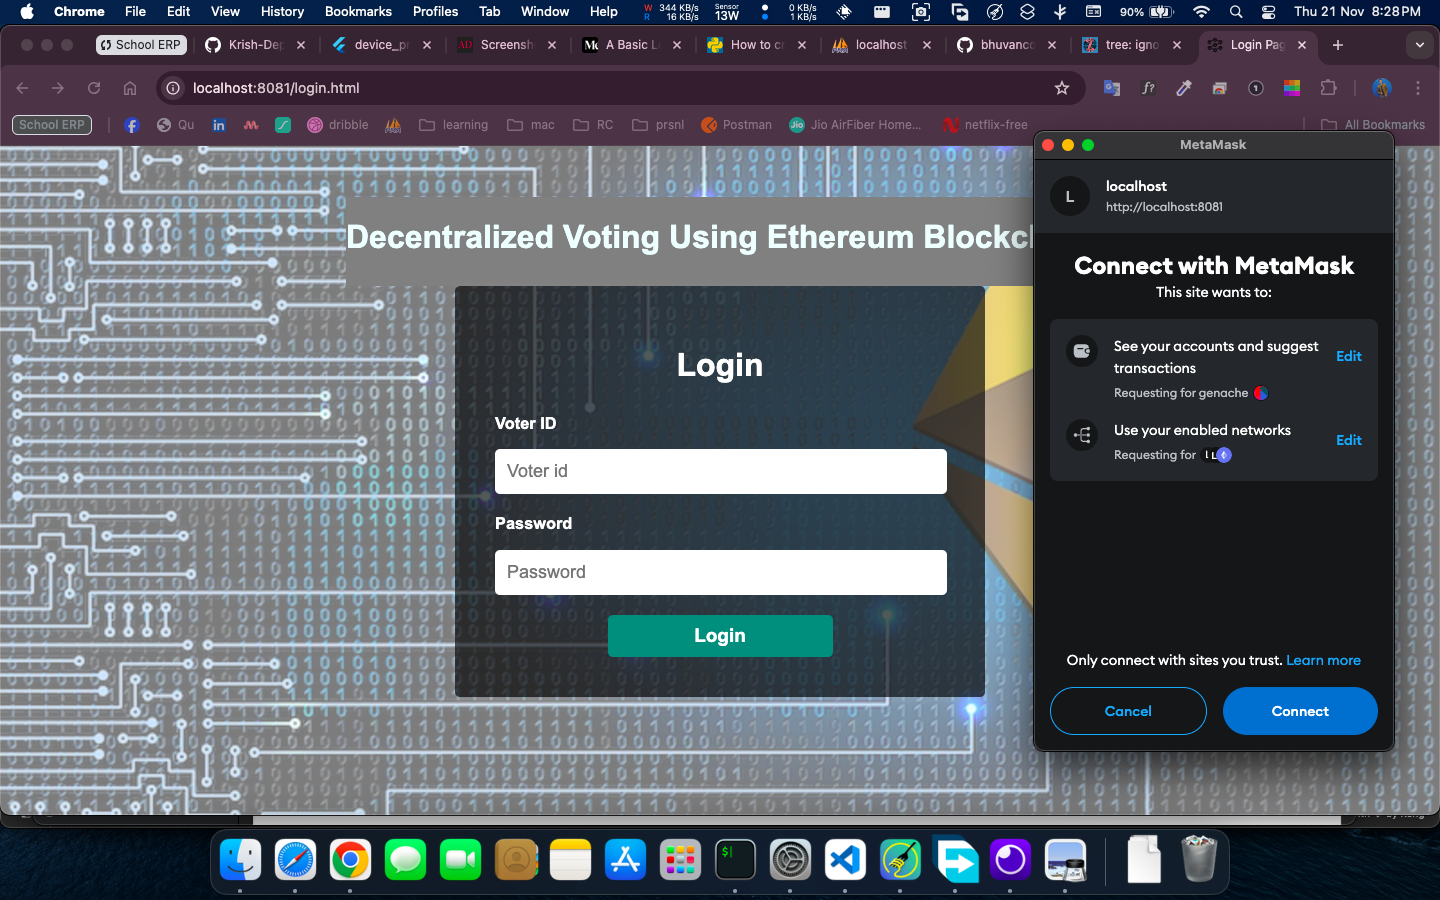 Chrome File Edit View History Bookmarks Profiles Tab Window Help W 344 KB/s R 16 KB/s Sensor 13W 0 KB/s 1 KB/s 90% Thu 21 Nov 8:28 PM
School ERP Krish-De device_p Screensh A Basic L How to c localhost bhuvanc tree: igno Login Pag
localhost:8081/login.html
School ERP Qu dribble learning mac RC prsnl Postman Jio AirFiber Home... netflix-free All Bookmarks
Decentralized Voting Using Ethereum Blockc
Login
Voter ID
Voter id
Password
Password
Login
MetaMask
L
localhost
http://localhost:8081
Connect with MetaMask
This site wants to:
See your accounts and suggest
transactions
Edit
Requesting for genache
Use your enabled networks
Edit
Requesting for
Only connect with sites you trust. Learn more
Cancel Connect